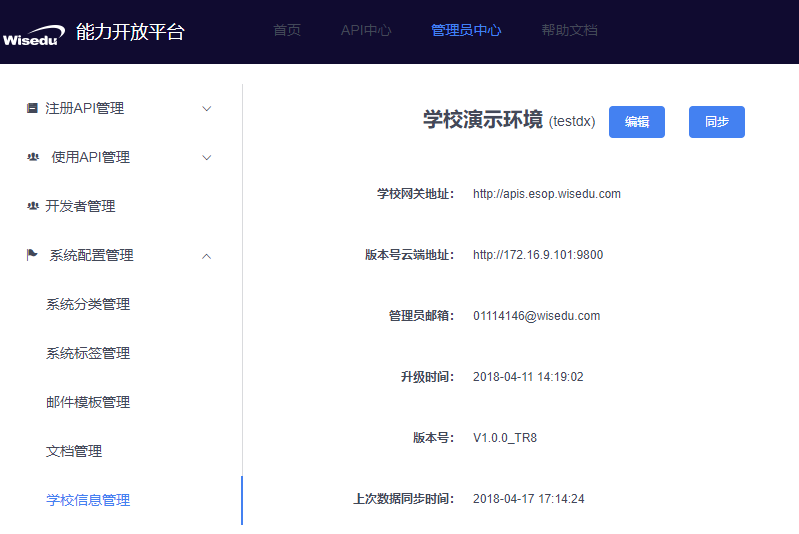 Wisedu 能力开放平台 首页 API中心 管理员中心 帮助文档
注册API管理
使用API管理
开发者管理
系统配置管理
系统分类管理
系统标签管理
邮件模板管理
文档管理
学校信息管理
学校演示环境 (testdx) 编辑 同步
学校网关地址： http://apis.esop.wisedu.com
版本号云端地址： http://172.16.9.101:9800
管理员邮箱： 01114146@wisedu.com
升级时间： 2018-04-11 14:19:02
版本号： V1.0.0_TR8
上次数据同步时间： 2018-04-17 17:14:24